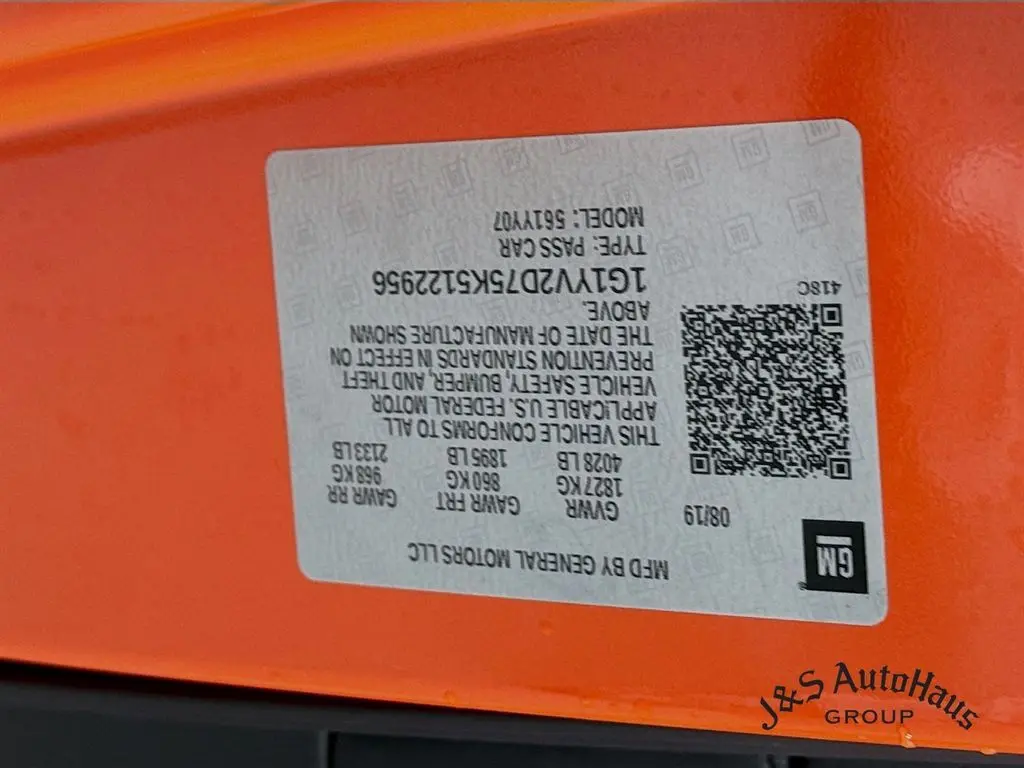 GM
MFD BY GENERAL MOTORS LLC
08/19
GVWR GAWR FRT GAWR RR
1827 KG 860 KG 968 KG
4028 LB 1895 LB 2133 LB
THIS VEHICLE CONFORMS TO ALL
APPLICABLE U.S. FEDERAL MOTOR
VEHICLE SAFETY, BUMPER, AND THEFT
PREVENTION STANDARDS IN EFFECT ON
THE DATE OF MANUFACTURE SHOWN
ABOVE.
1G1YV2D75K5122956
TYPE: PASS CAR
MODEL: 561YY07
418C
J&S AutoHaus
GROUP